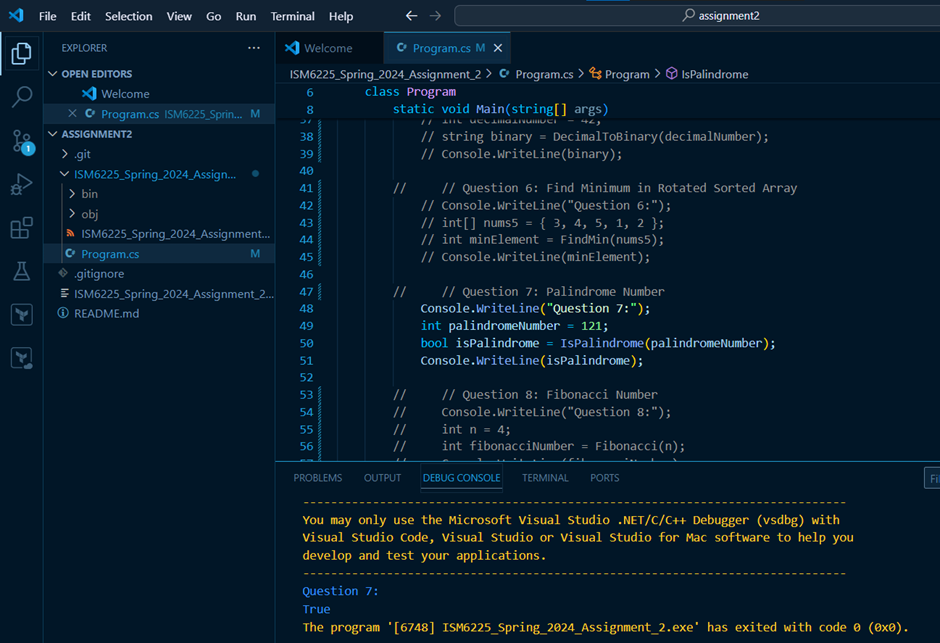 File Edit Selection View Go Run Terminal Help
assignment2
EXPLORER
OPEN EDITORS
Welcome
Program.cs ISM6225_Sprin... M
ASSIGNMENT2
.git
ISM6225_Spring_2024_Assign...
bin
obj
ISM6225_Spring_2024_Assignment...
Program.cs M
.gitignore
ISM6225_Spring_2024_Assignment_2...
README.md
1
Welcome
Program.cs M
ISM6225_Spring_2024_Assignment_2 > Program.cs > Program > IsPalindrome
6 class Program
8 static void Main(string[] args)
37 // int decimalNumber = 42;
38 // string binary = DecimalToBinary(decimalNumber);
39 // Console.WriteLine(binary);
40
41 // // Question 6: Find Minimum in Rotated Sorted Array
42 // Console.WriteLine("Question 6:");
43 // int[] nums5 = { 3, 4, 5, 1, 2 };
44 // int minElement = FindMin(nums5);
45 // Console.WriteLine(minElement);
46
47 // // Question 7: Palindrome Number
48 Console.WriteLine("Question 7:");
49 int palindromeNumber = 121;
50 bool isPalindrome = IsPalindrome(palindromeNumber);
51 Console.WriteLine(isPalindrome);
52
53 // // Question 8: Fibonacci Number
54 // Console.WriteLine("Question 8:");
55 // int n = 4;
56 // int fibonacciNumber = Fibonacci(n);
PROBLEMS OUTPUT DEBUG CONSOLE TERMINAL PORTS
Fi
------------------------------------------------------------------------------
You may only use the Microsoft Visual Studio .NET/C/C++ Debugger (vsdbg) with
Visual Studio Code, Visual Studio or Visual Studio for Mac software to help you
develop and test your applications.
------------------------------------------------------------------------------
Question 7:
True
The program '[6748] ISM6225_Spring_2024_Assignment_2.exe' has exited with code 0 (0x0).